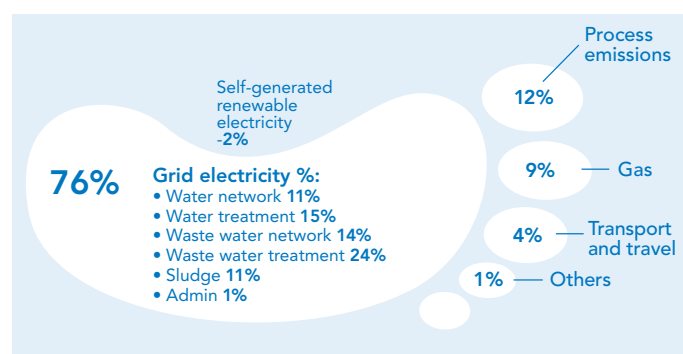 Process
emissions
12%
Self-generated
renewable
electricity
-2%
76%
Grid electricity %:
• Water network 11%
• Water treatment 15%
• Waste water network 14%
• Waste water treatment 24%
• Sludge 11%
• Admin 1%
9% Gas
4% Transport
and travel
1% Others